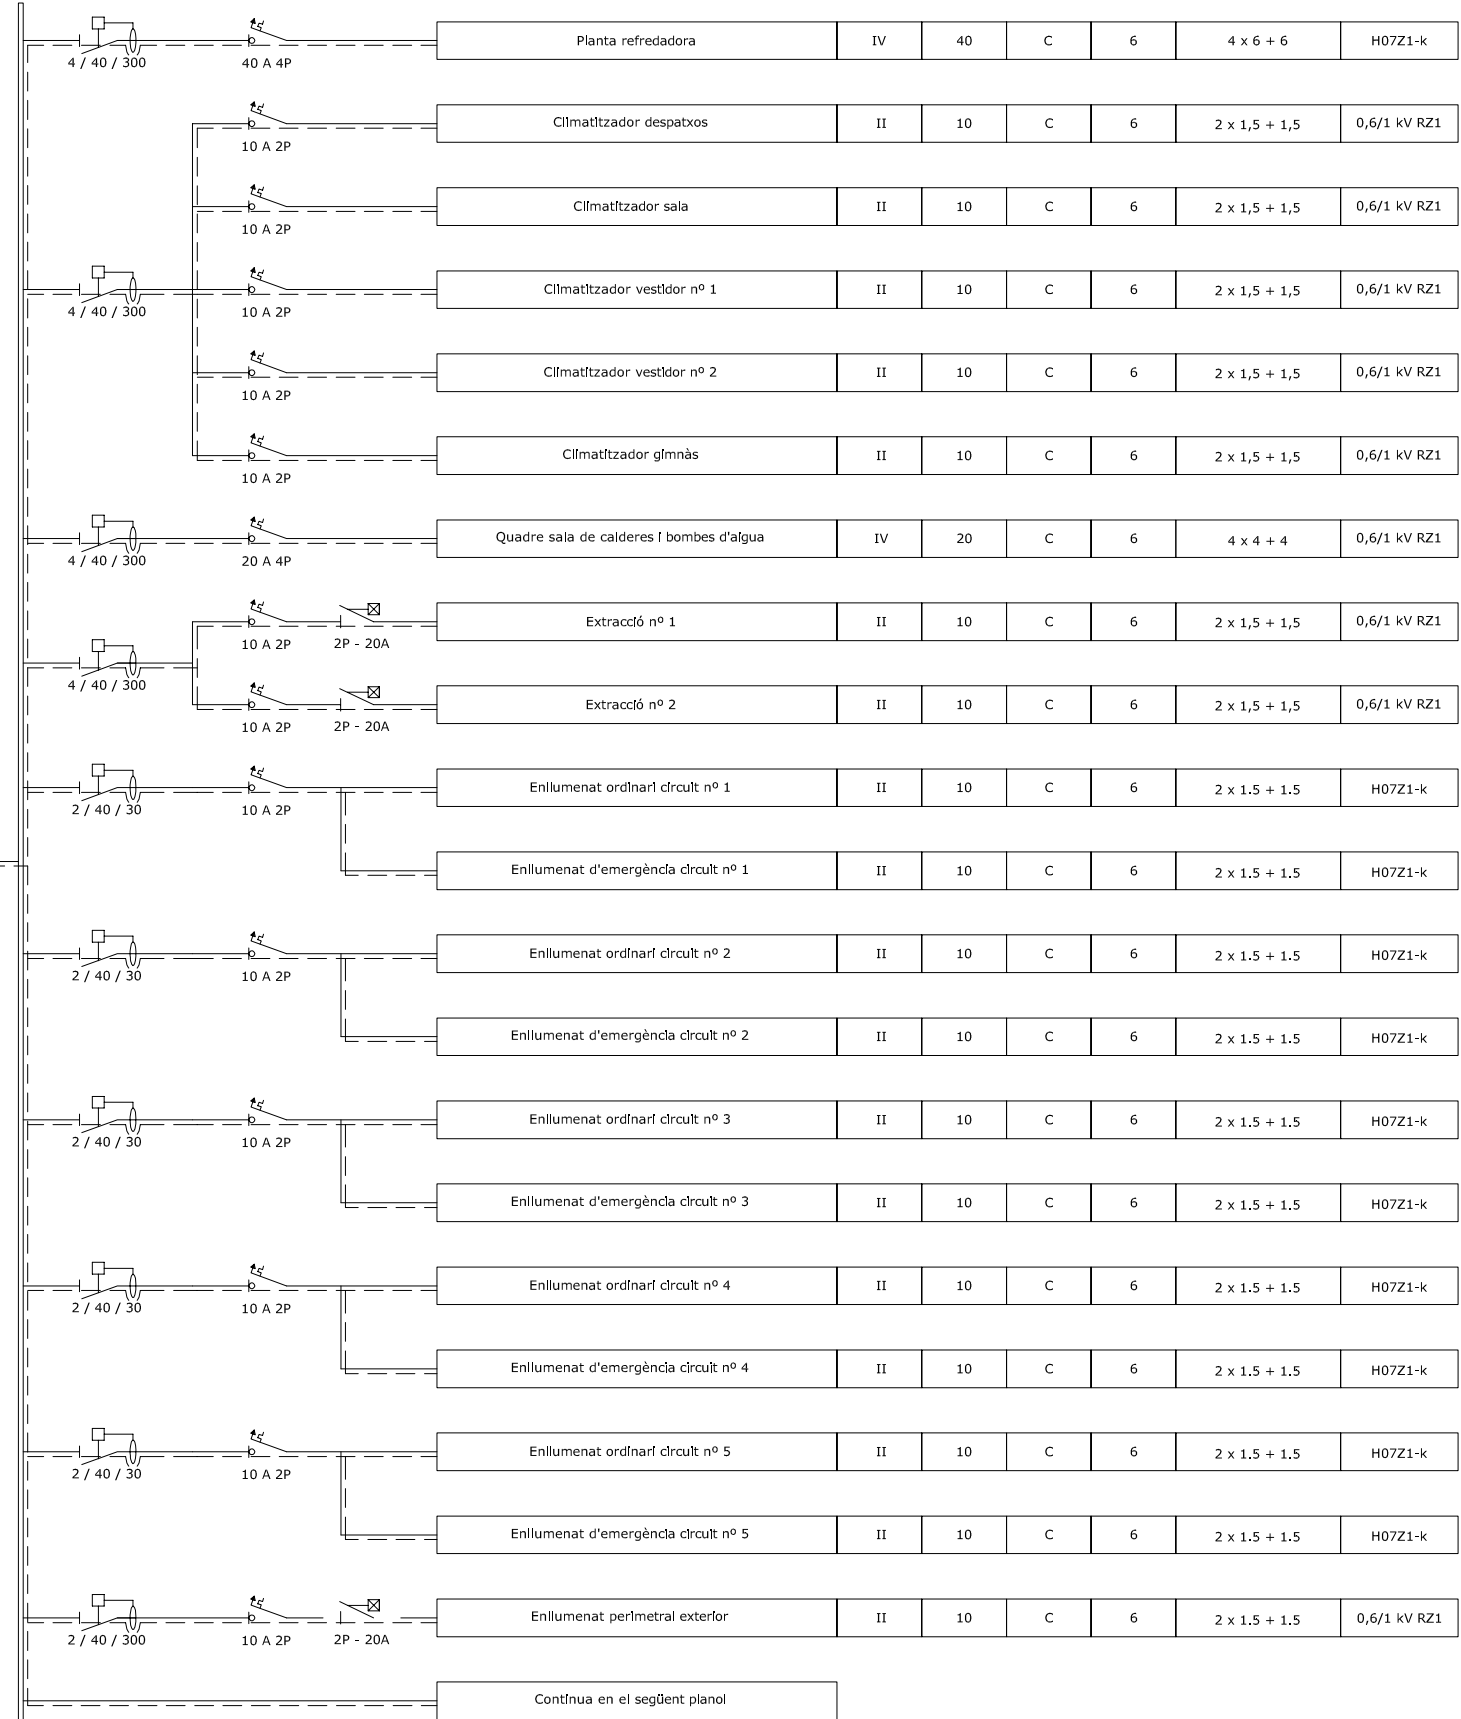 Planta refredadora IV 40 C 6 4 x 6 + 6 H07Z1-k
4 / 40 / 300 40 A 4P
Climatitzador despatxos II 10 C 6 2 x 1,5 + 1,5 0,6/1 kV RZ1
10 A 2P
Climatitzador sala II 10 C 6 2 x 1,5 + 1,5 0,6/1 kV RZ1
10 A 2P
Climatitzador vestidor nº 1 II 10 C 6 2 x 1,5 + 1,5 0,6/1 kV RZ1
4 / 40 / 300 10 A 2P
Climatitzador vestidor nº 2 II 10 C 6 2 x 1,5 + 1,5 0,6/1 kV RZ1
10 A 2P
Climatitzador gimnàs II 10 C 6 2 x 1,5 + 1,5 0,6/1 kV RZ1
10 A 2P
Quadre sala de calderes i bombes d'aigua IV 20 C 6 4 x 4 + 4 0,6/1 kV RZ1
4 / 40 / 300 20 A 4P
Extracció nº 1 II 10 C 6 2 x 1,5 + 1,5 0,6/1 kV RZ1
10 A 2P 2P - 20A
4 / 40 / 300
Extracció nº 2 II 10 C 6 2 x 1,5 + 1,5 0,6/1 kV RZ1
10 A 2P 2P - 20A
Enllumenat ordinari circuit nº 1 II 10 C 6 2 x 1.5 + 1.5 H07Z1-k
2 / 40 / 30 10 A 2P
Enllumenat d'emergència circuit nº 1 II 10 C 6 2 x 1.5 + 1.5 H07Z1-k
Enllumenat ordinari circuit nº 2 II 10 C 6 2 x 1.5 + 1.5 H07Z1-k
2 / 40 / 30 10 A 2P
Enllumenat d'emergència circuit nº 2 II 10 C 6 2 x 1.5 + 1.5 H07Z1-k
Enllumenat ordinari circuit nº 3 II 10 C 6 2 x 1.5 + 1.5 H07Z1-k
2 / 40 / 30 10 A 2P
Enllumenat d'emergència circuit nº 3 II 10 C 6 2 x 1.5 + 1.5 H07Z1-k
Enllumenat ordinari circuit nº 4 II 10 C 6 2 x 1.5 + 1.5 H07Z1-k
2 / 40 / 30 10 A 2P
Enllumenat d'emergència circuit nº 4 II 10 C 6 2 x 1.5 + 1.5 H07Z1-k
Enllumenat ordinari circuit nº 5 II 10 C 6 2 x 1.5 + 1.5 H07Z1-k
2 / 40 / 30 10 A 2P
Enllumenat d'emergència circuit nº 5 II 10 C 6 2 x 1.5 + 1.5 H07Z1-k
Enllumenat perimetral exterior II 10 C 6 2 x 1.5 + 1.5 0,6/1 kV RZ1
2 / 40 / 300 10 A 2P 2P - 20A
Continua en el següent planol